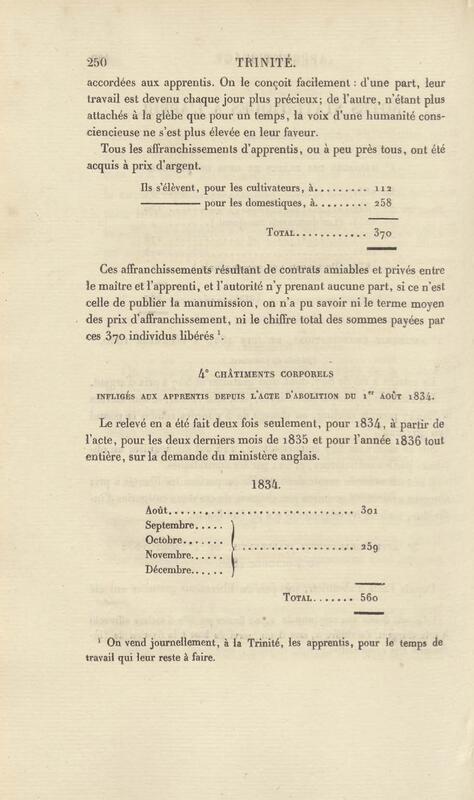 250 TRINITÉ.
accordées aux apprentis. On le conçoit facilement : d'une part, leur
travail est devenu chaque jour plus précieux; de l'autre, n'étant plus
attachés à la glèbe que pour un temps, la voix d'une humanité cons-
ciencieuse ne s'est plus élevée en leur faveur.
Tous les affranchissements d'apprentis, ou à peu près tous, ont été
acquis à prix d'argent.
Ils s'élèvent, pour les cultivateurs, à......... 112
——— pour les domestiques, à......... 258
TOTAL............ 370
Ces affranchissements résultant de contrats amiables et privés entre
le maître et l'apprenti, et l'autorité n'y prenant aucune part, si ce n'est
celle de publier la manumission, on n'a pu savoir ni le terme moyen
des prix d'affranchissement, ni le chiffre total des sommes payées par
ces 370 individus libérés ¹.
4° CHÂTIMENTS CORPORELS
INFLIGÉS AUX APPRENTIS DEPUIS L'ACTE D'ABOLITION DU 1er AOÛT 1834.
Le relevé en a été fait deux fois seulement, pour 1834, à partir de
l'acte, pour les deux derniers mois de 1835 et pour l'année 1836 tout
entière, sur la demande du ministère anglais.
1834.
Août.............................. 301
Septembre.....
Octobre.......
Novembre......
Décembre...... } .................... 259
TOTAL....... 560
¹ On vend journellement, à la Trinité, les apprentis, pour le temps de
travail qui leur reste à faire.